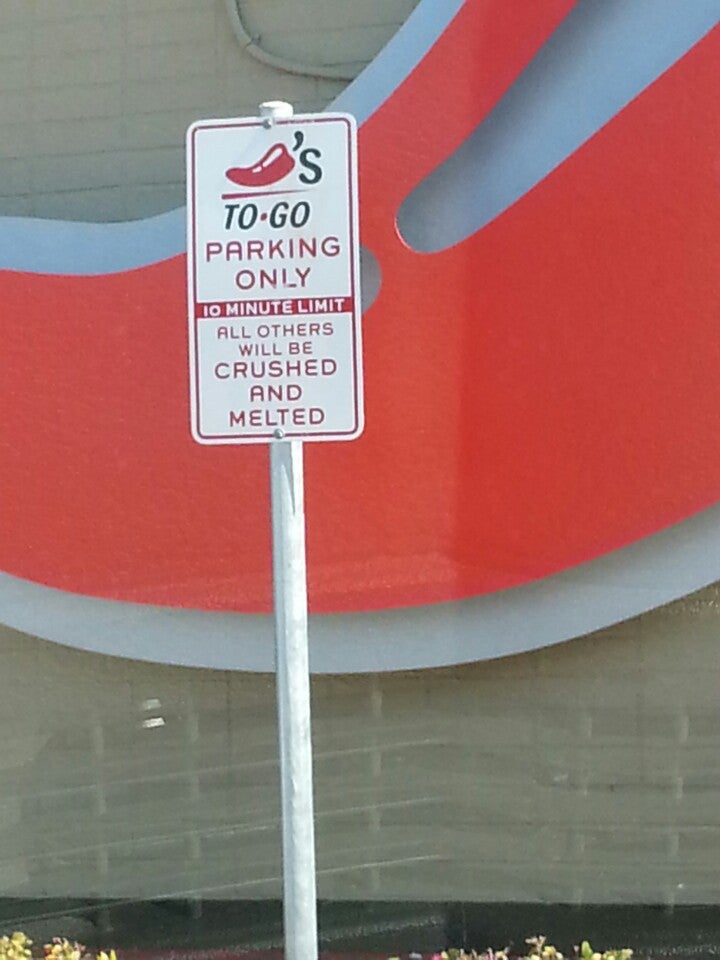 's
TO•GO
PARKING
ONLY
10 MINUTE LIMIT
ALL OTHERS
WILL BE
CRUSHED
AND
MELTED